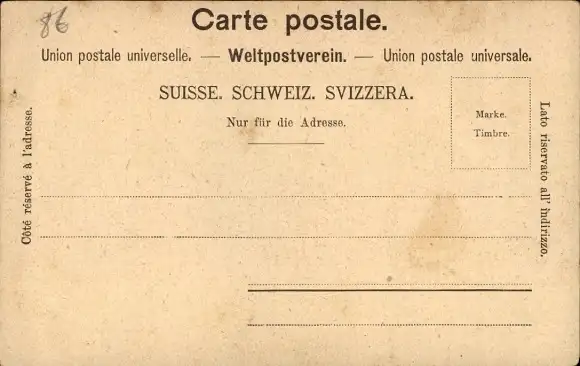 86
Carte postale.
Union postale universelle. — Weltpostverein. — Union postale universale.
SUISSE. SCHWEIZ. SVIZZERA.
Nur für die Adresse.
Marke.
Timbre.
Côté réservé à l'adresse.
Lato riservato all' indirizzo.